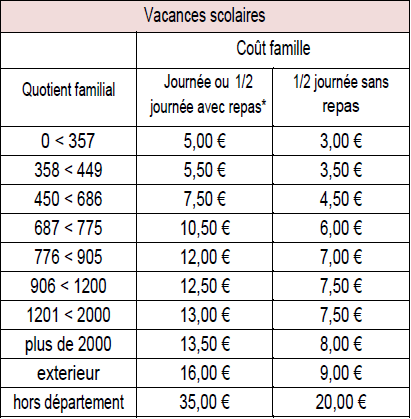 Vacances scolaires
Coût famille
Quotient familial
Journée ou 1/2
journée avec repas*
1/2 journée sans
repas
0 < 357 5,00 € 3,00 €
358 < 449 5,50 € 3,50 €
450 < 686 7,50 € 4,50 €
687 < 775 10,50 € 6,00 €
776 < 905 12,00 € 7,00 €
906 < 1200 12,50 € 7,50 €
1201 < 2000 13,00 € 7,50 €
plus de 2000 13,50 € 8,00 €
exterieur 16,00 € 9,00 €
hors département 35,00 € 20,00 €